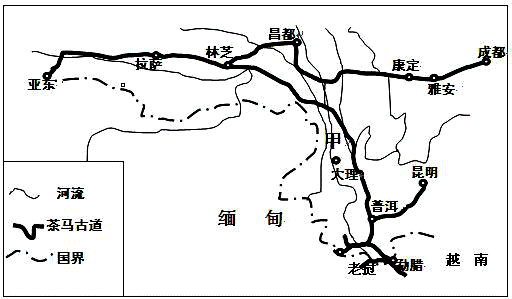 昌都
成都
林芝
康定
拉萨
亚东
雅安
甲
大理
昆明
河流
普洱
缅甸
茶马古道
越南
国界
老挝
勐腊